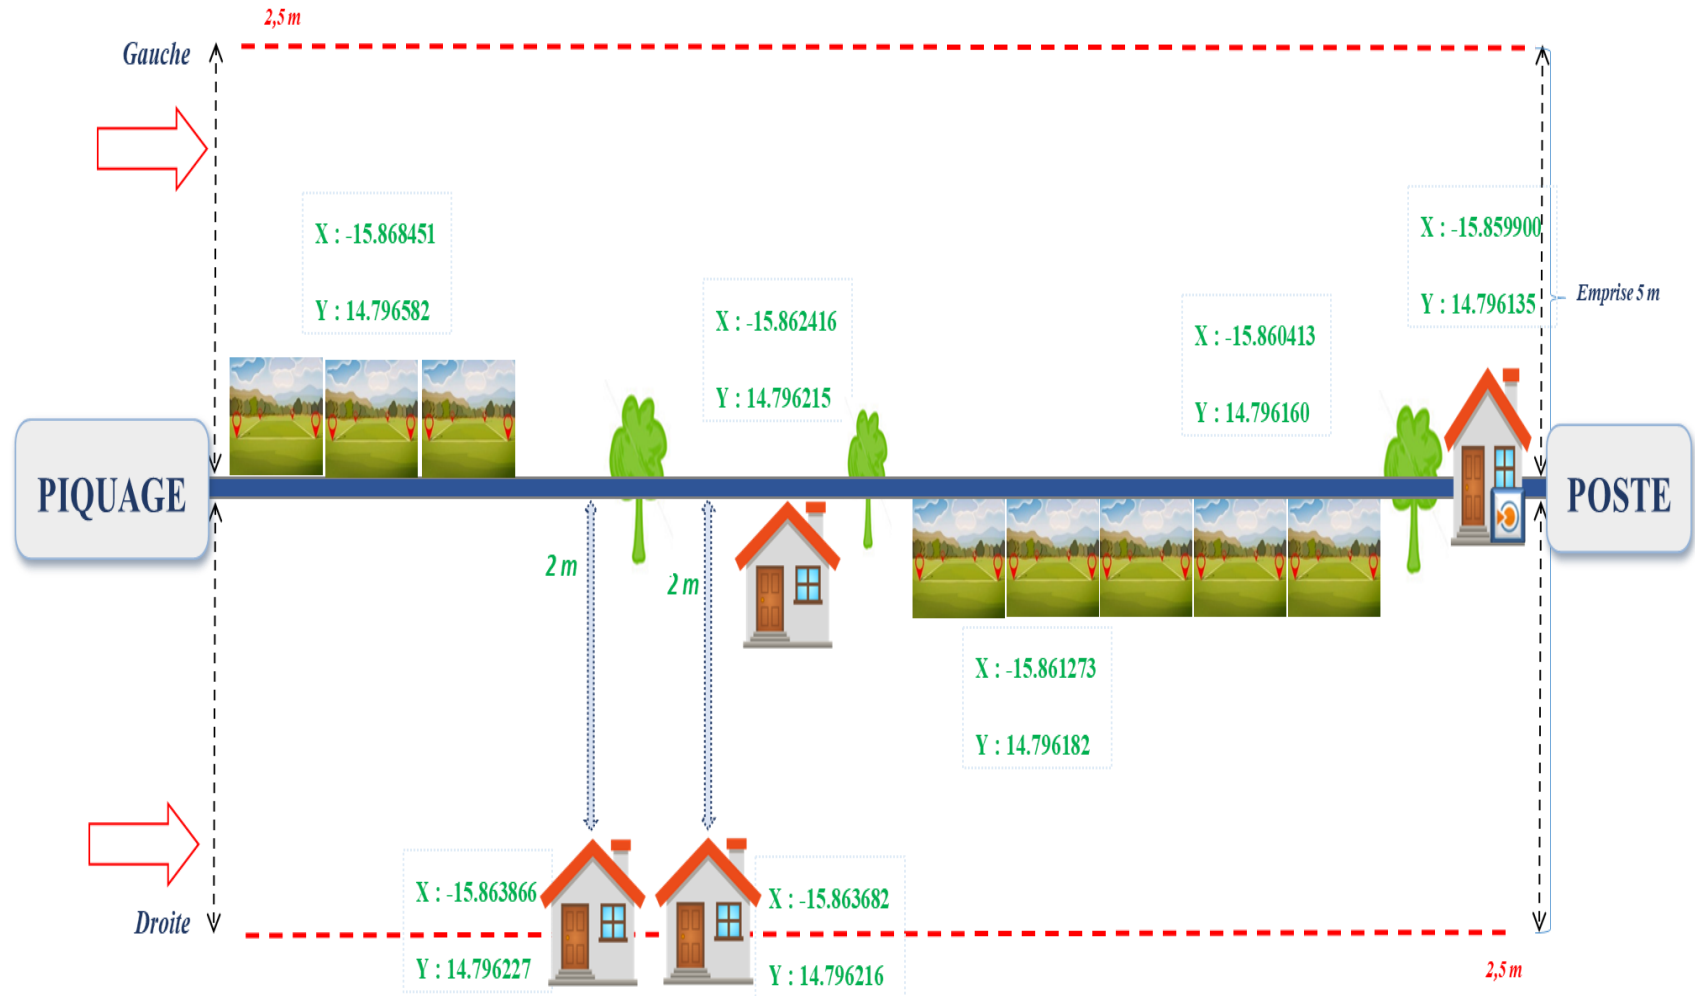 2,5 m
Gauche
X : -15.868451
Y : 14.796582
X : -15.862416
Y : 14.796215
X : -15.860413
Y : 14.796160
X : -15.859900
Y : 14.796135
Emprise 5 m
PIQUAGE
POSTE
2 m
2 m
X : -15.861273
Y : 14.796182
X : -15.863866
Y : 14.796227
X : -15.863682
Y : 14.796216
Droite
2,5 m